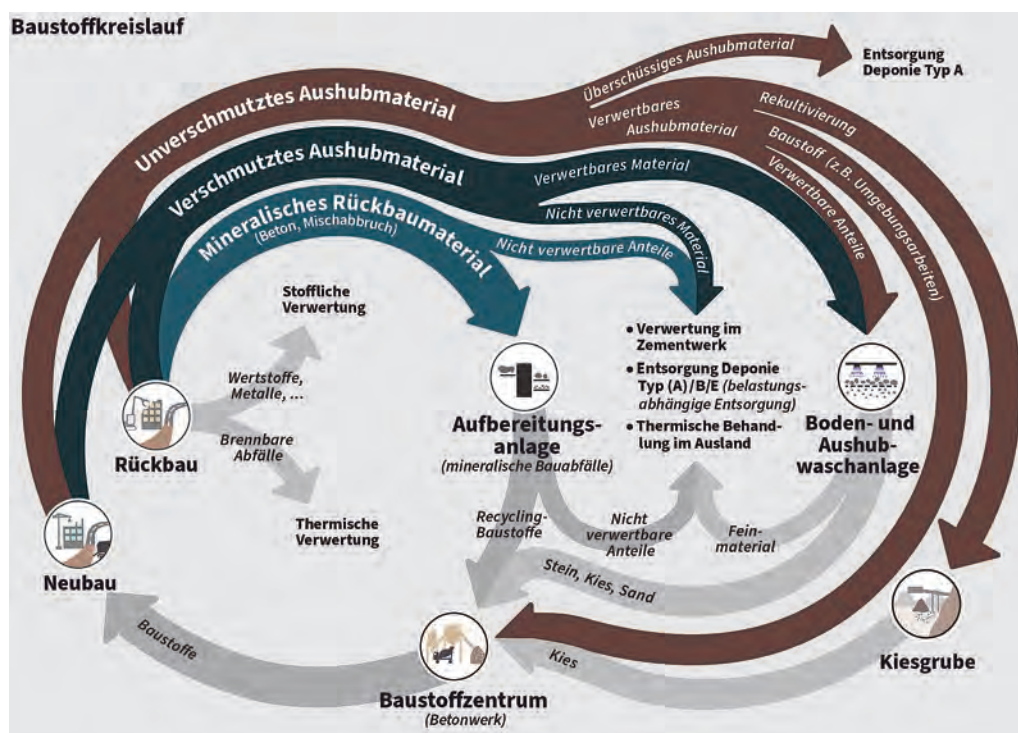 Baustoffkreislauf
Überschüssiges Aushubmaterial
Entsorgung
Deponie Typ A
Unverschmutztes Aushubmaterial
Verwertbares
Aushubmaterial
Rekultivierung
Baustoff (z.B. Umgebungsarbeiten)
Verwertbare Anteile
Verschmutztes Aushubmaterial
Verwertbares Material
Nicht verwertbares Material
Mineralisches Rückbaumaterial
(Beton, Mischabbruch)
Nicht verwertbare Anteile
Stoffliche
Verwertung
Wertstoffe,
Metalle, ...
Rückbau
Brennbare
Abfälle
Thermische
Verwertung
Neubau
Aufbereitungs-
anlage
(mineralische Bauabfälle)
• Verwertung im
Zementwerk
• Entsorgung Deponie
Typ (A)/B/E (belastungs-
abhängige Entsorgung)
• Thermische Behand-
lung im Ausland
Boden- und
Aushub-
waschanlage
Recycling-
Baustoffe
Nicht
verwertbare
Anteile
Fein-
material
Stein, Kies, Sand
Kiesgrube
Kies
Baustoffe
Baustoffzentrum
(Betonwerk)